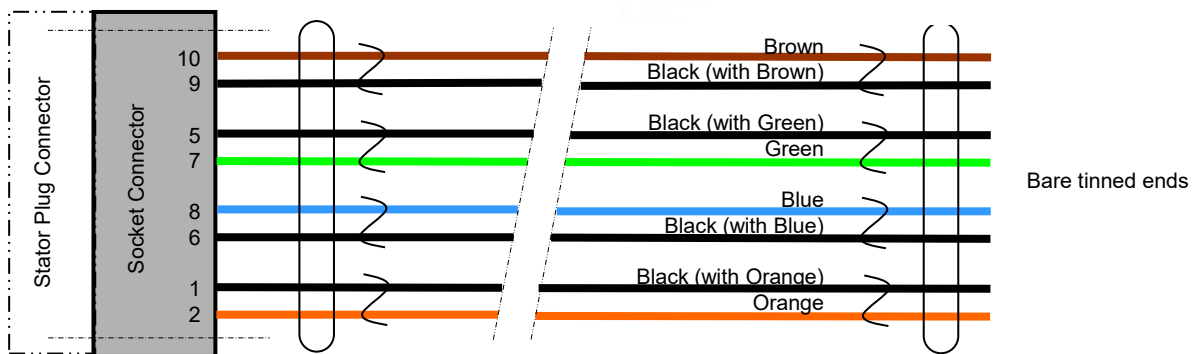 Stator Plug Connector
Socket Connector
10
Brown
9
Black (with Brown)
5
Black (with Green)
7
Green
8
Blue
6
Black (with Blue)
1
Black (with Orange)
2
Orange
Bare tinned ends